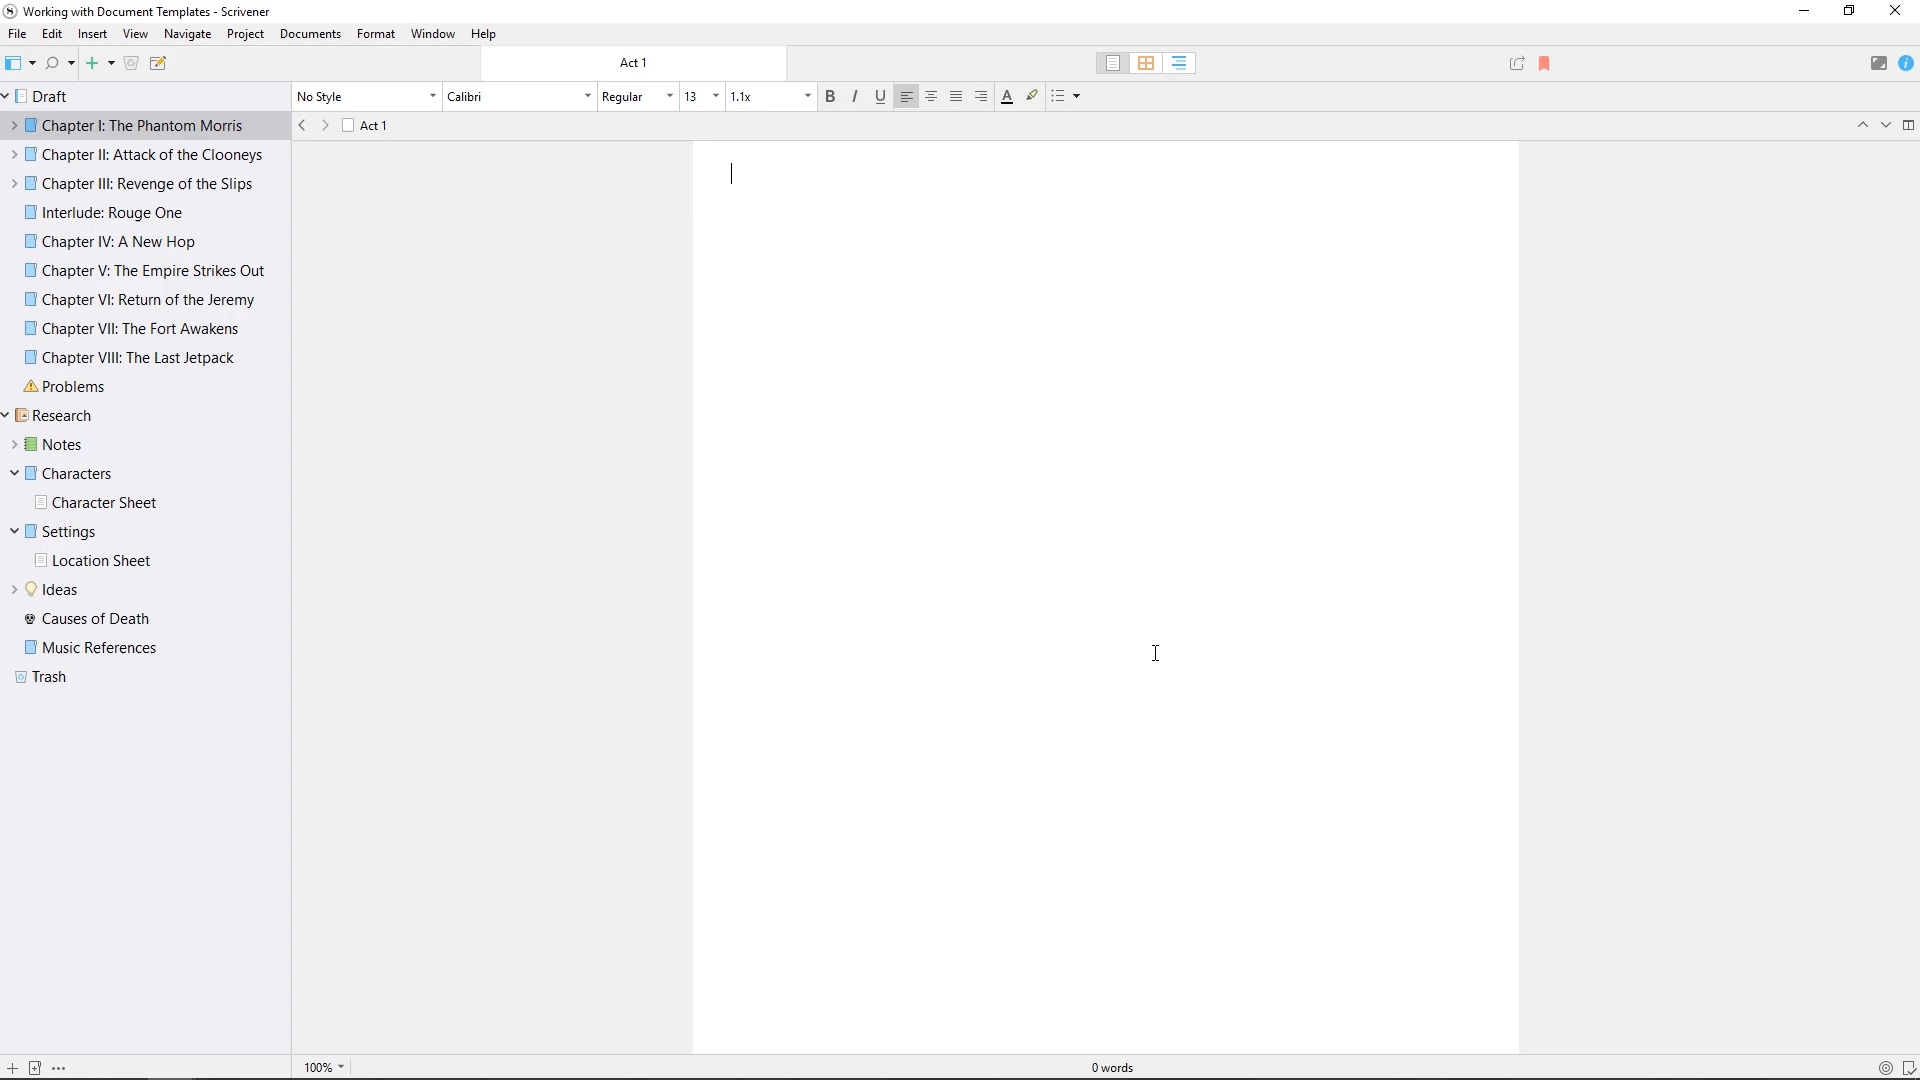 Working with Document Templates - Scrivener
File Edit Insert View Navigate Project Documents Format Window Help
Act 1
Draft
No Style Calibri Regular 13 1.1x B I U A
Chapter I: The Phantom Morris
Act 1
Chapter II: Attack of the Clooneys
Chapter III: Revenge of the Slips
Interlude: Rouge One
Chapter IV: A New Hop
Chapter V: The Empire Strikes Out
Chapter VI: Return of the Jeremy
Chapter VII: The Fort Awakens
Chapter VIII: The Last Jetpack
Problems
Research
Notes
Characters
Character Sheet
Settings
Location Sheet
Ideas
Causes of Death
Music References
Trash
100% 0 words